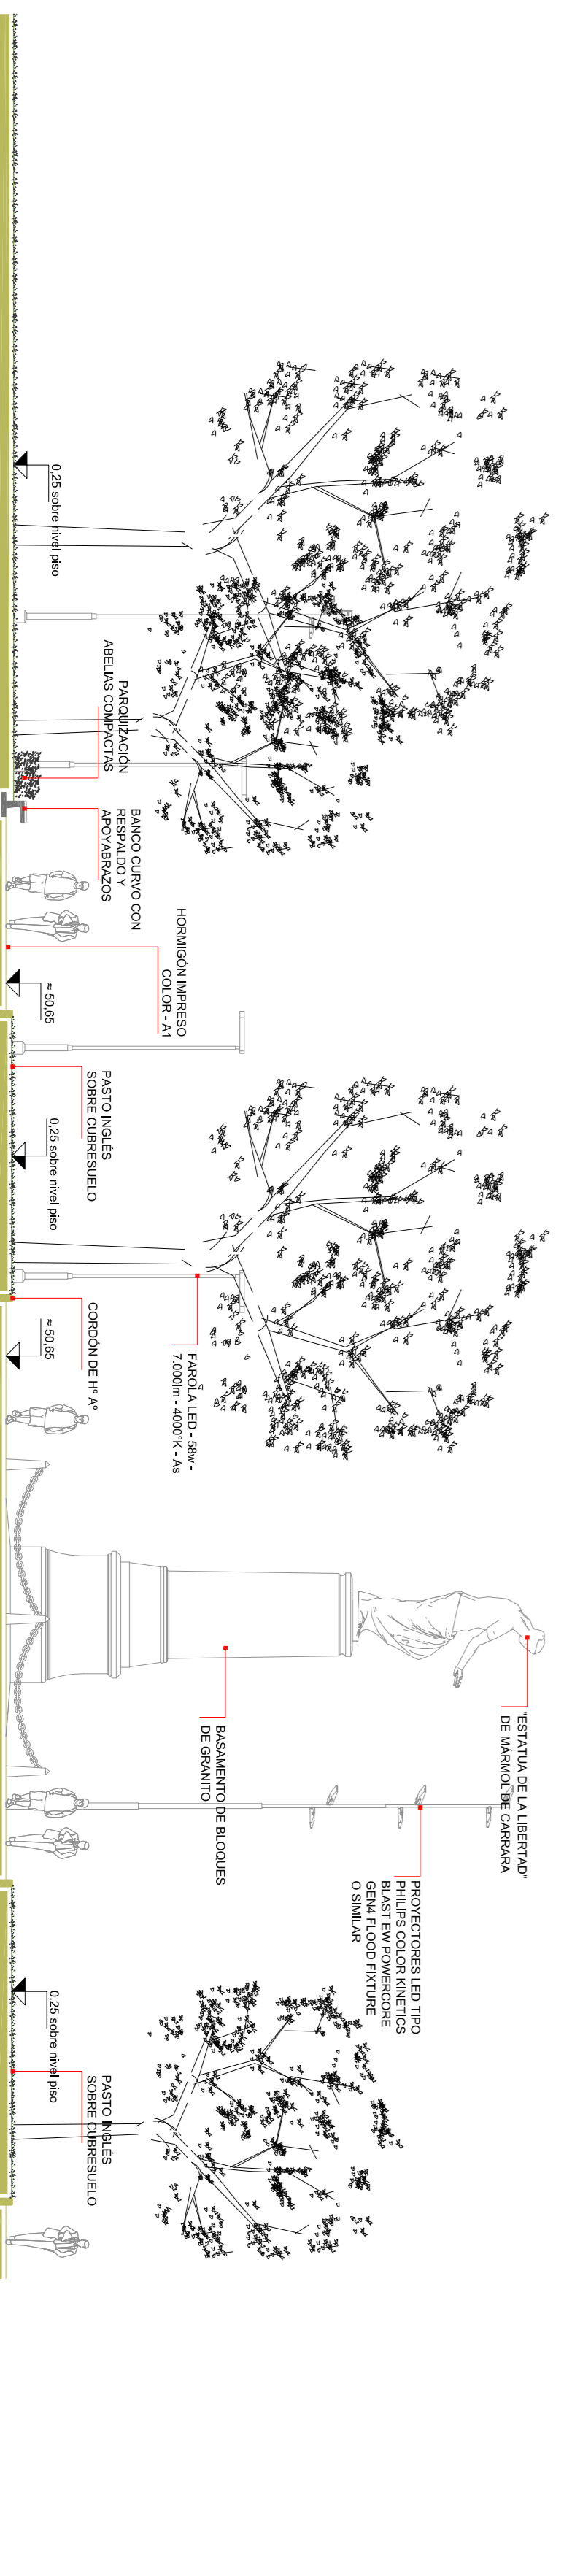 0,25 sobre nivel piso
PARQUIZACIÓN
ABELIAS COMPACTAS
BANCO CURVO CON
RESPALDO Y
APOYABRAZOS
HORMIGÓN IMPRESO
COLOR - A1
≈ 50,65
PASTO INGLÉS
SOBRE CUBRESUELO
0,25 sobre nivel piso
CORDÓN DE Hº Aº
≈ 50,65
FAROLA LED - 58w -
7.000lm - 4000°K - As
"ESTATUA DE LA LIBERTAD"
DE MÁRMOL DE CARRARA
BASAMENTO DE BLOQUES
DE GRANITO
PROYECTORES LED TIPO
PHILIPS COLOR KINETICS
BLAST EW POWERCORE
GEN4 FLOOD FIXTURE
O SIMILAR
0,25 sobre nivel piso
PASTO INGLÉS
SOBRE CUBRESUELO